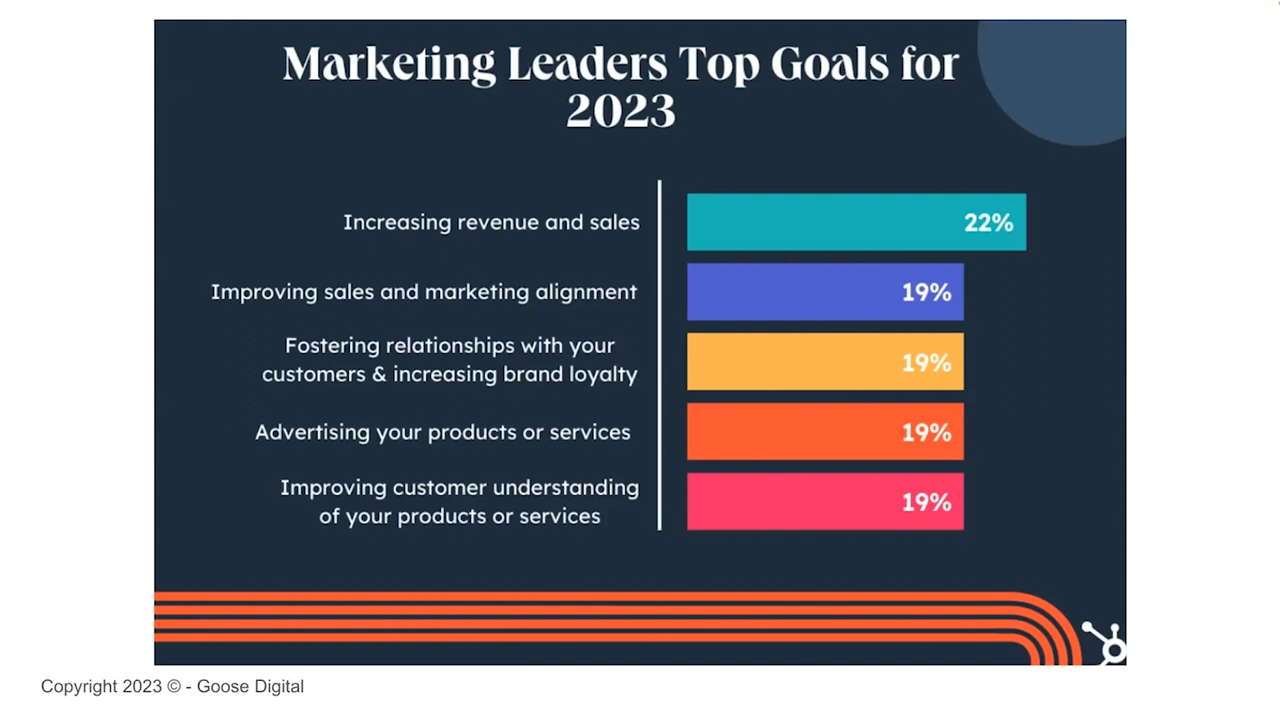 Marketing Leaders Top Goals for
2023
Increasing revenue and sales
22%
Improving sales and marketing alignment
19%
Fostering relationships with your
customers & increasing brand loyalty
19%
Advertising your products or services
19%
Improving customer understanding
of your products or services
19%
Copyright 2023 © - Goose Digital